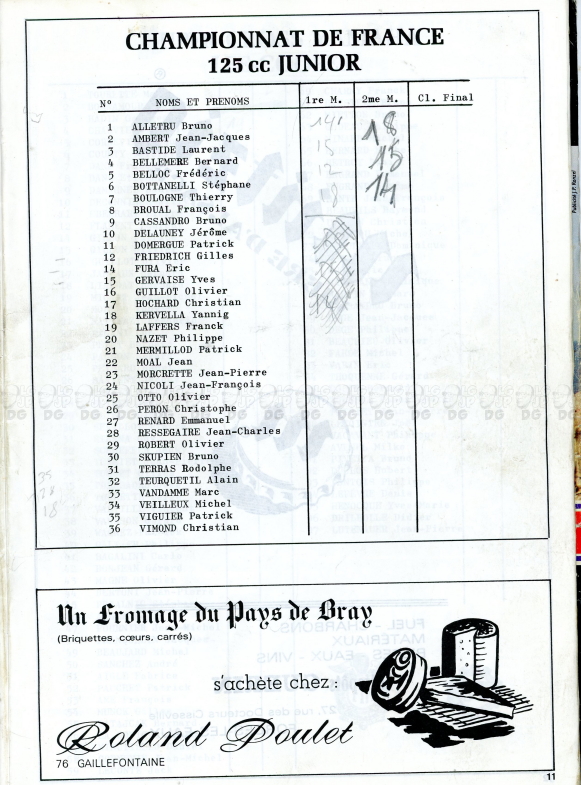 CHAMPIONNAT DE FRANCE
125 cc JUNIOR
N° NOMS ET PRENOMS 1re M. 2me M. Cl. Final
1 ALLETRU Bruno 14 18
2 AMBERT Jean-Jacques
3 BASTIDE Laurent 15 15
4 BELLEMERE Bernard
5 BELLOC Frédéric 12
6 BOTTANELLI Stéphane 14
7 BOULOGNE Thierry 18
8 BROUAL François
9 CASSANDRO Bruno
10 DELAUNEY Jérôme
11 DOMERGUE Patrick
12 FRIEDRICH Gilles
14 FURA Eric
15 GERVAISE Yves
16 GUILLOT Olivier
17 HOCHARD Christian
18 KERVELLA Yannig
19 LAFFERS Franck
20 NAZET Philippe
21 MERMILLOD Patrick
22 MOAL Jean
23 MORCRETTE Jean-Pierre
24 NICOLI Jean-François
25 OTTO Olivier
26 PERON Christophe
27 RENARD Emmanuel
28 RESSEGAIRE Jean-Charles
29 ROBERT Olivier
30 SKUPIEN Bruno
31 TERRAS Rodolphe
32 TEURQUETIL Alain
33 VANDAMME Marc
34 VEILLEUX Michel
35 VIGUIER Patrick
36 VIMOND Christian
Un Fromage du Pays de Bray
(Briquettes, cœurs, carrés)
s'achète chez :
Roland Poulet
76 GAILLEFONTAINE
11